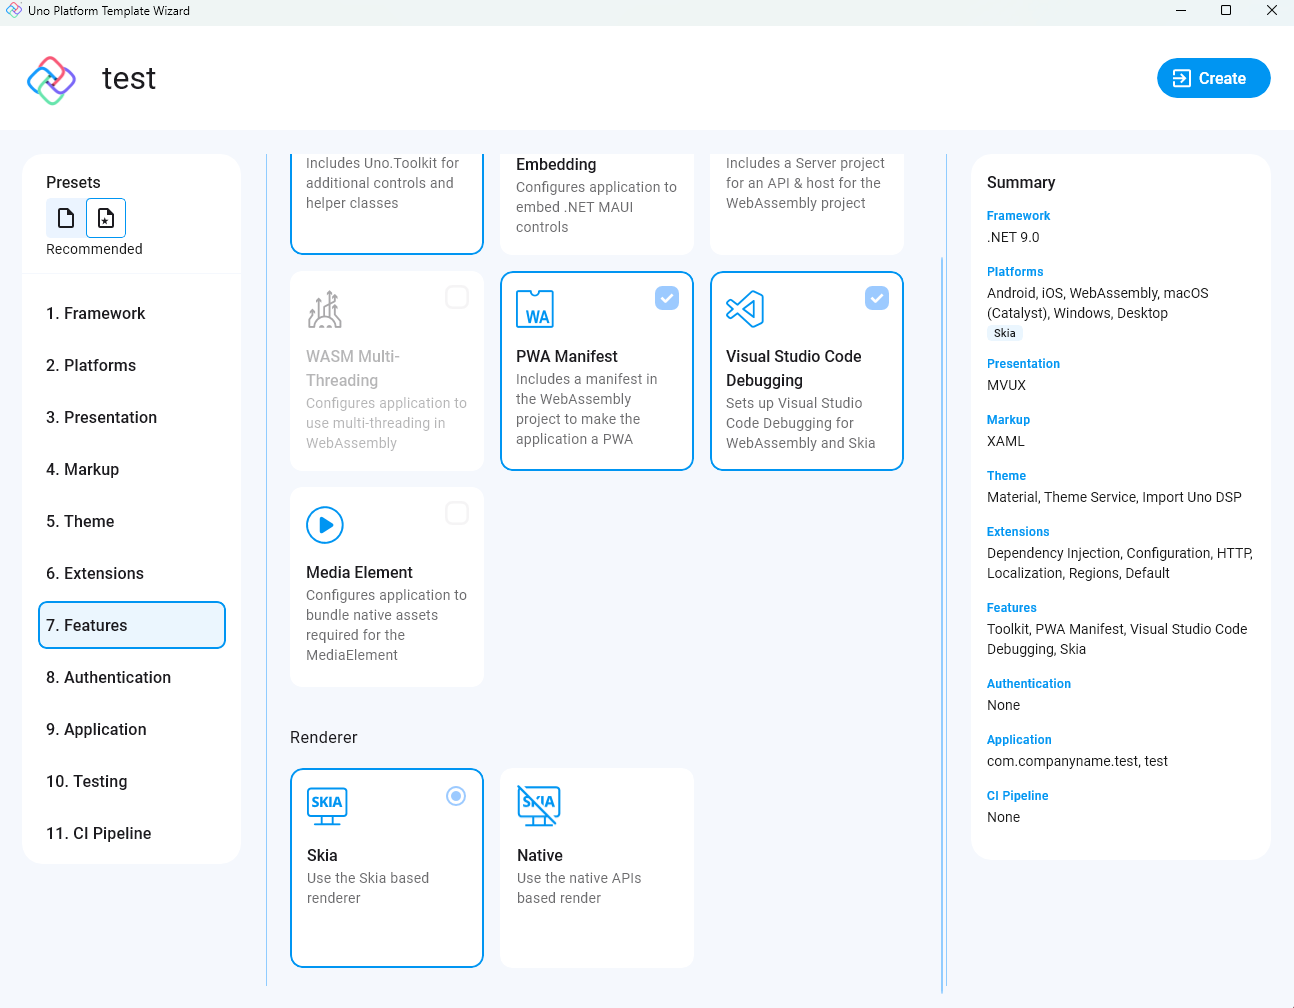 Uno Platform Template Wizard
test
Create
Presets
Recommended
1. Framework
2. Platforms
3. Presentation
4. Markup
5. Theme
6. Extensions
7. Features
8. Authentication
9. Application
10. Testing
11. CI Pipeline
Includes Uno.Toolkit for
additional controls and
helper classes
Embedding
Configures application to
embed .NET MAUI
controls
Includes a Server project
for an API & host for the
WebAssembly project
WASM Multi-
Threading
Configures application to
use multi-threading in
WebAssembly
WA
PWA Manifest
Includes a manifest in
the WebAssembly
project to make the
application a PWA
Visual Studio Code
Debugging
Sets up Visual Studio
Code Debugging for
WebAssembly and Skia
Media Element
Configures application to
bundle native assets
required for the
MediaElement
Renderer
SKIA
Skia
Use the Skia based
renderer
SKIA
Native
Use the native APIs
based render
Summary
Framework
.NET 9.0
Platforms
Android, iOS, WebAssembly, macOS
(Catalyst), Windows, Desktop
Skia
Presentation
MVUX
Markup
XAML
Theme
Material, Theme Service, Import Uno DSP
Extensions
Dependency Injection, Configuration, HTTP,
Localization, Regions, Default
Features
Toolkit, PWA Manifest, Visual Studio Code
Debugging, Skia
Authentication
None
Application
com.companyname.test, test
CI Pipeline
None